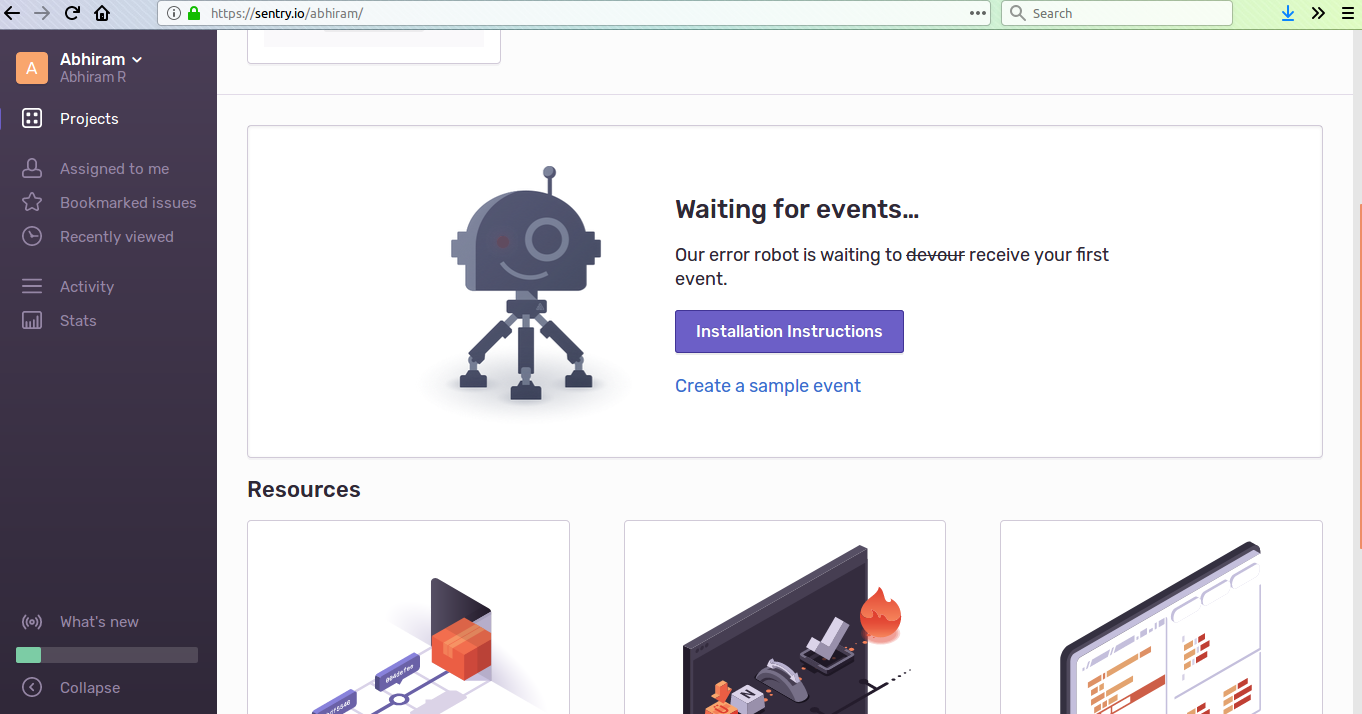 https://sentry.io/abhiram/
Search
A
Abhiram
Abhiram R
Projects
Assigned to me
Bookmarked issues
Recently viewed
Activity
Stats
What's new
Collapse
Waiting for events…
Our error robot is waiting to devour receive your first
event.
Installation Instructions
Create a sample event
Resources
N